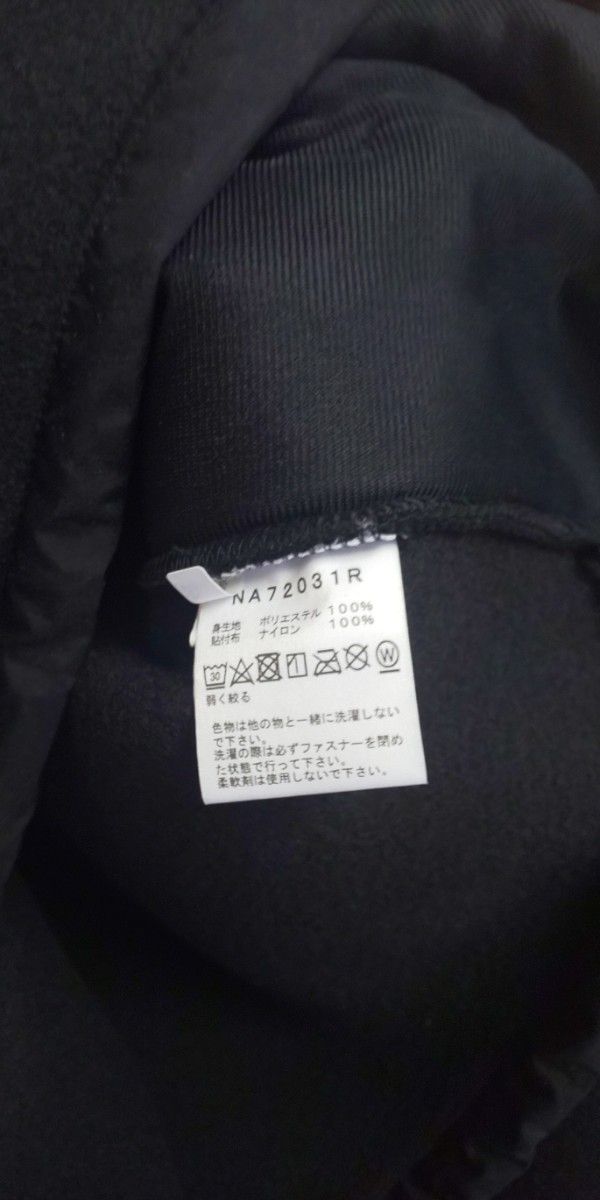 NA72031R
身生地 ポリエステル 100%
貼付布 ナイロン 100%
30 W
弱く絞る
色物は他の物と一緒に洗濯しない
で下さい。
洗濯の際は必ずファスナーを閉め
た状態で行って下さい。
柔軟剤は使用しないで下さい。